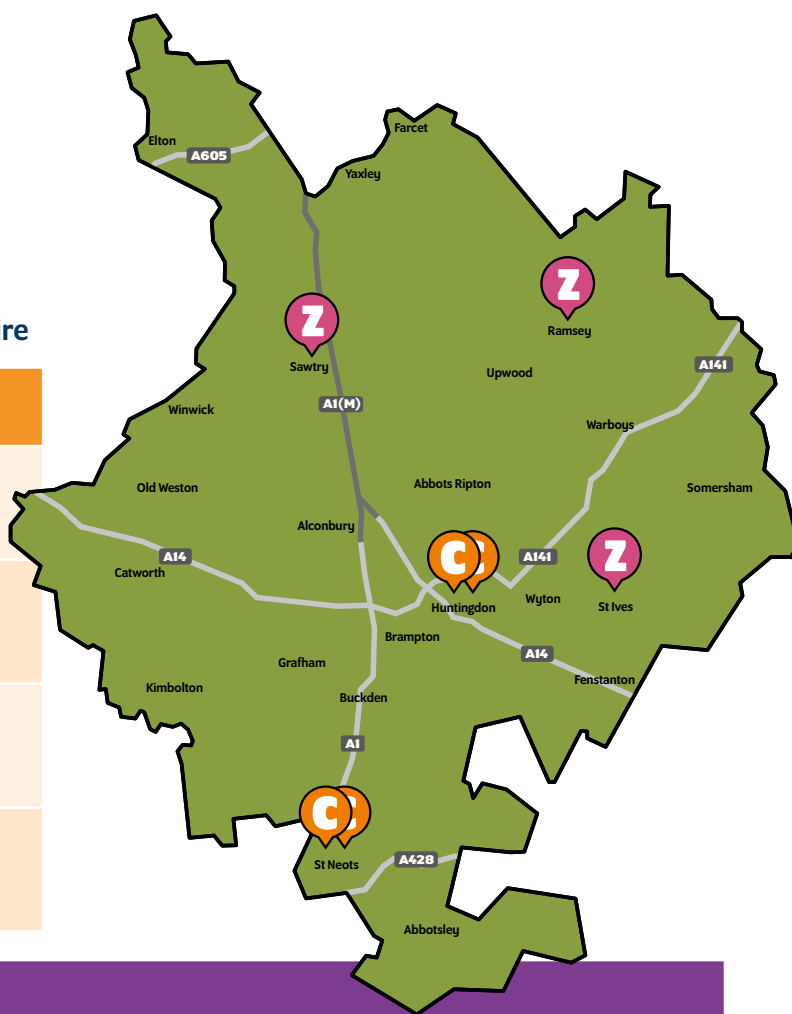 Farcet
Elton
A605
Yaxley
Z
Ramsey
ire
Z
Sawtry
A141
Upwood
A1(M)
Winwick
Warboys
Abbots Ripton
Old Weston
Somersham
Alconbury
A14
C C
A141
Z
Catworth
Wyton
Huntingdon
St Ives
Brampton
A14
Grafham
Fenstanton
Kimbolton
Buckden
A1
C C
St Neots
A428
Abbotsley